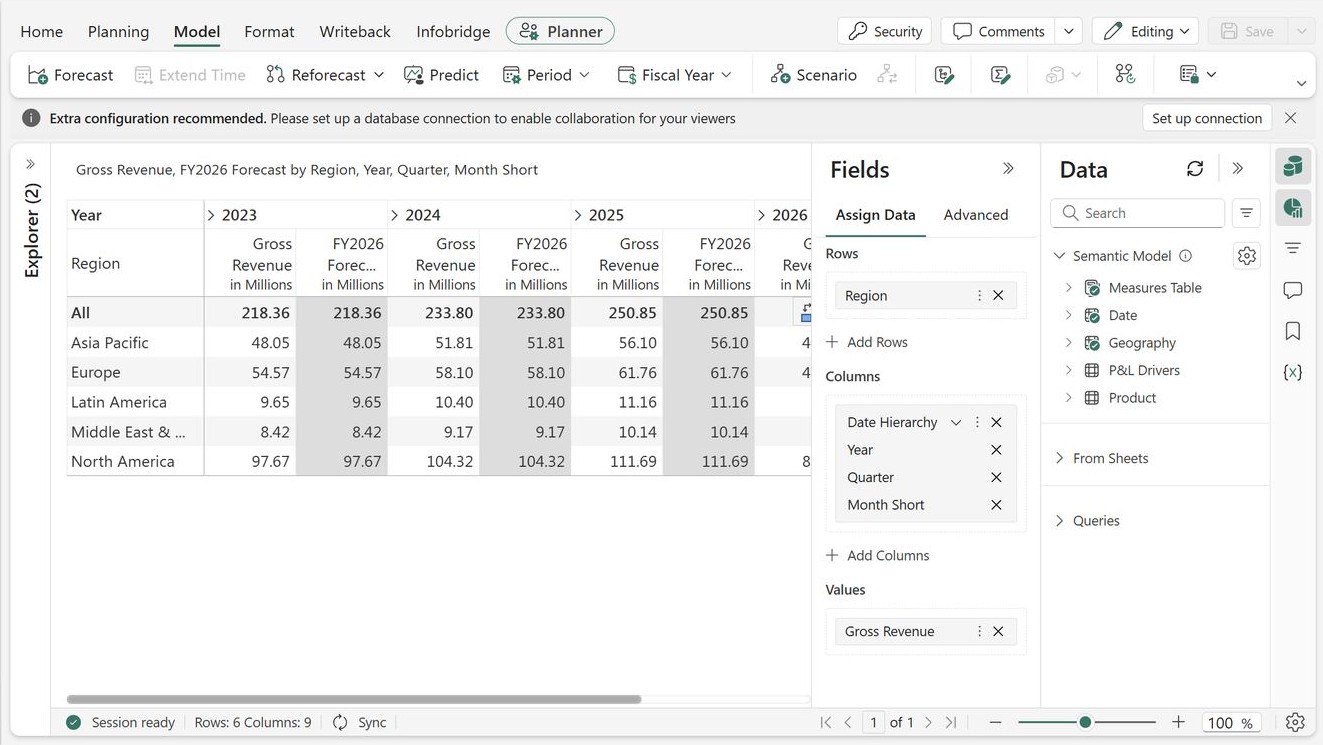 Home Planning Model Format Writeback Infobridge Planner Security Comments Editing Save
Forecast Extend Time Reforecast Predict Period Fiscal Year Scenario
Extra configuration recommended. Please set up a database connection to enable collaboration for your viewers Set up connection
Explorer (2)
Gross Revenue, FY2026 Forecast by Region, Year, Quarter, Month Short
Year 2023 2024 2025 2026
Region Gross Revenue in Millions FY2026 Forec... in Millions Gross Revenue in Millions FY2026 Forec... in Millions Gross Revenue in Millions FY2026 Forec... in Millions
All 218.36 218.36 233.80 233.80 250.85 250.85
Asia Pacific 48.05 48.05 51.81 51.81 56.10 56.10 4
Europe 54.57 54.57 58.10 58.10 61.76 61.76 4
Latin America 9.65 9.65 10.40 10.40 11.16 11.16
Middle East & ... 8.42 8.42 9.17 9.17 10.14 10.14
North America 97.67 97.67 104.32 104.32 111.69 111.69 8
Fields
Assign Data Advanced
Rows
Region
Add Rows
Columns
Date Hierarchy
Year
Quarter
Month Short
Add Columns
Values
Gross Revenue
Data
Search
Semantic Model
Measures Table
Date
Geography
P&L Drivers
Product
From Sheets
Queries
Session ready Rows: 6 Columns: 9 Sync 1 of 1 100 %